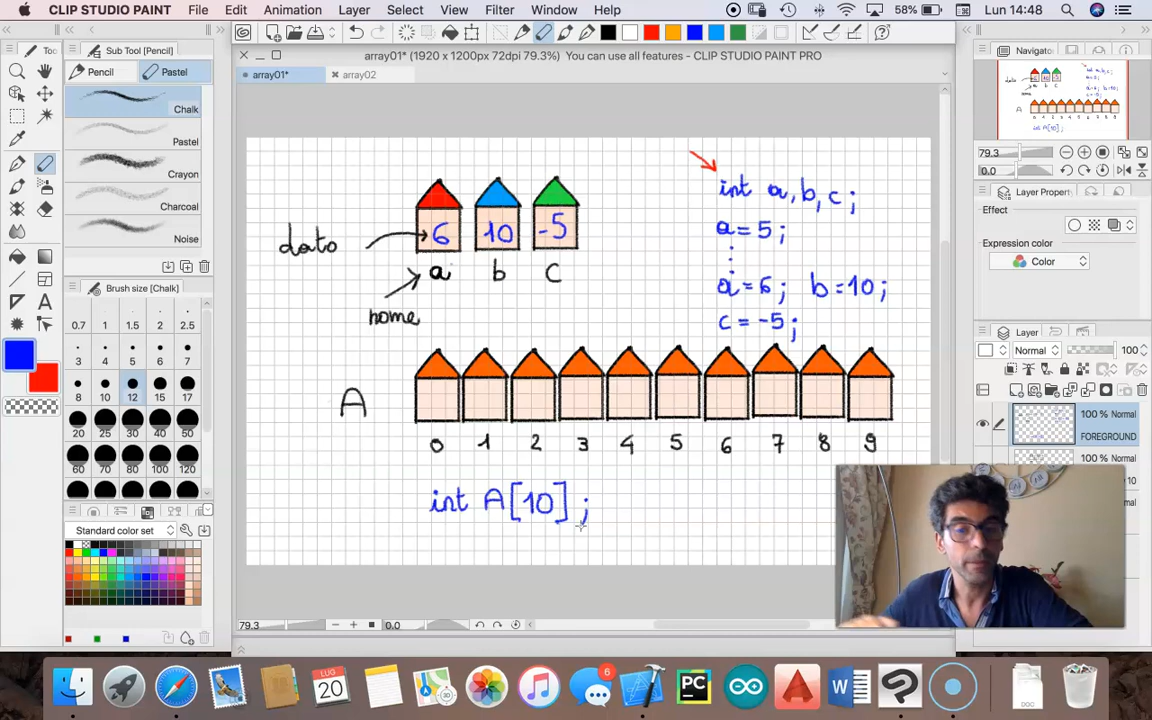 CLIP STUDIO PAINT File Edit Animation Layer Select View Filter Window Help 58% Lun 14:48
array01* (1920 x 1200px 72dpi 79.3%) - CLIP STUDIO PAINT PRO) You can use all features
array01* array02
Sub Tool [Pencil]
Pencil Pastel
Chalk
Pastel
Crayon
Charcoal
Noise
Brush size [Chalk]
0.7 1 1.5 2 2.5
3 4 5 6 7
8 10 12 15 17
20 25 30 40 50
60 70 80 100 120
Standard color set
6 10 -5
dato
a b c
nome
int a, b, c ;
a = 5 ;
a = 6 ; b = 10 ;
c = -5 ;
A
0 1 2 3 4 5 6 7 8 9
int A[10] ;
79.3 0.0
Navigator
79.3
0.0
Layer Property
Effect
Expression color
Color
Layer
Normal 100
100 % Normal
FOREGROUND
100 % Normal
LUG
20
6
PC
W